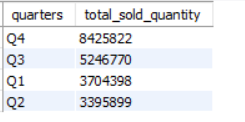 quarters total_sold_quantity
Q4 8425822
Q3 5246770
Q1 3704398
Q2 3395899